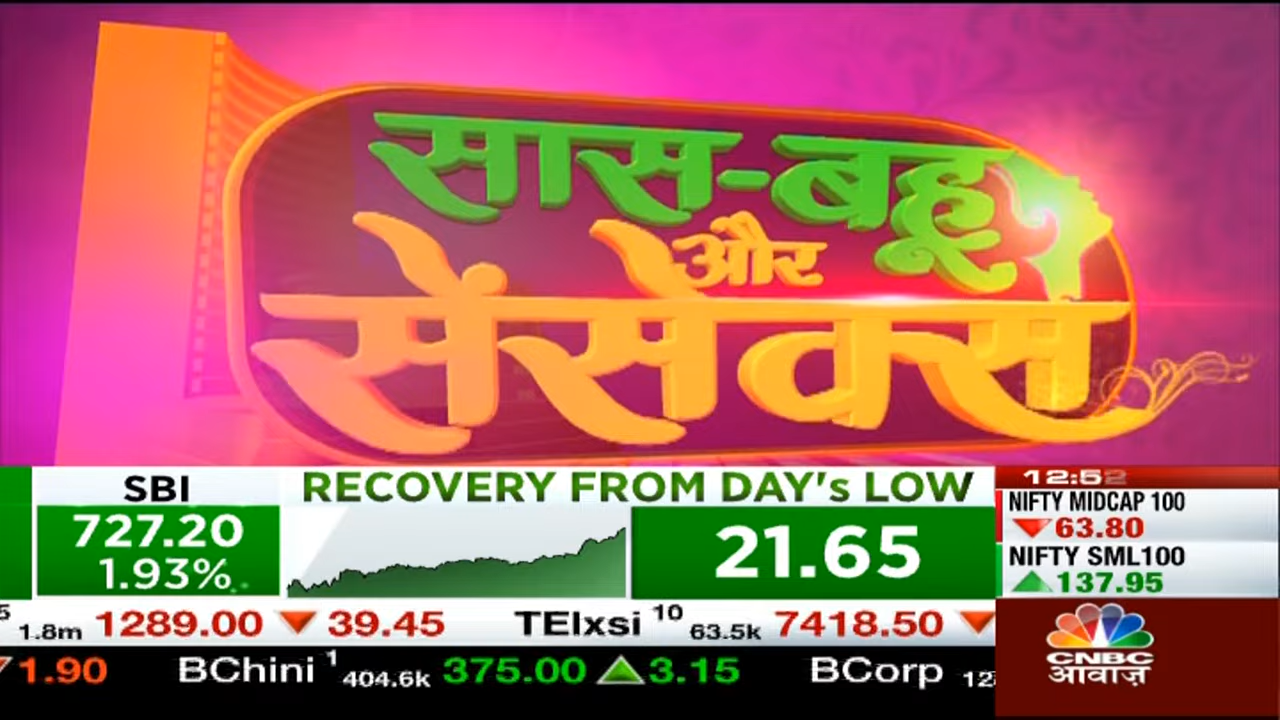 सास-बहू
और
सेंसेक्स
SBI
727.20
1.93%
RECOVERY FROM DAY's LOW
21.65
12:52
NIFTY MIDCAP 100
▼63.80
NIFTY SML100
▲137.95
5 1.8m 1289.00 ▼ 39.45 TElxsi 10 63.5k 7418.50 ▼
▼1.90 BChini 1 404.6k 375.00 ▲3.15 BCorp 12
CNBC
आवाज़